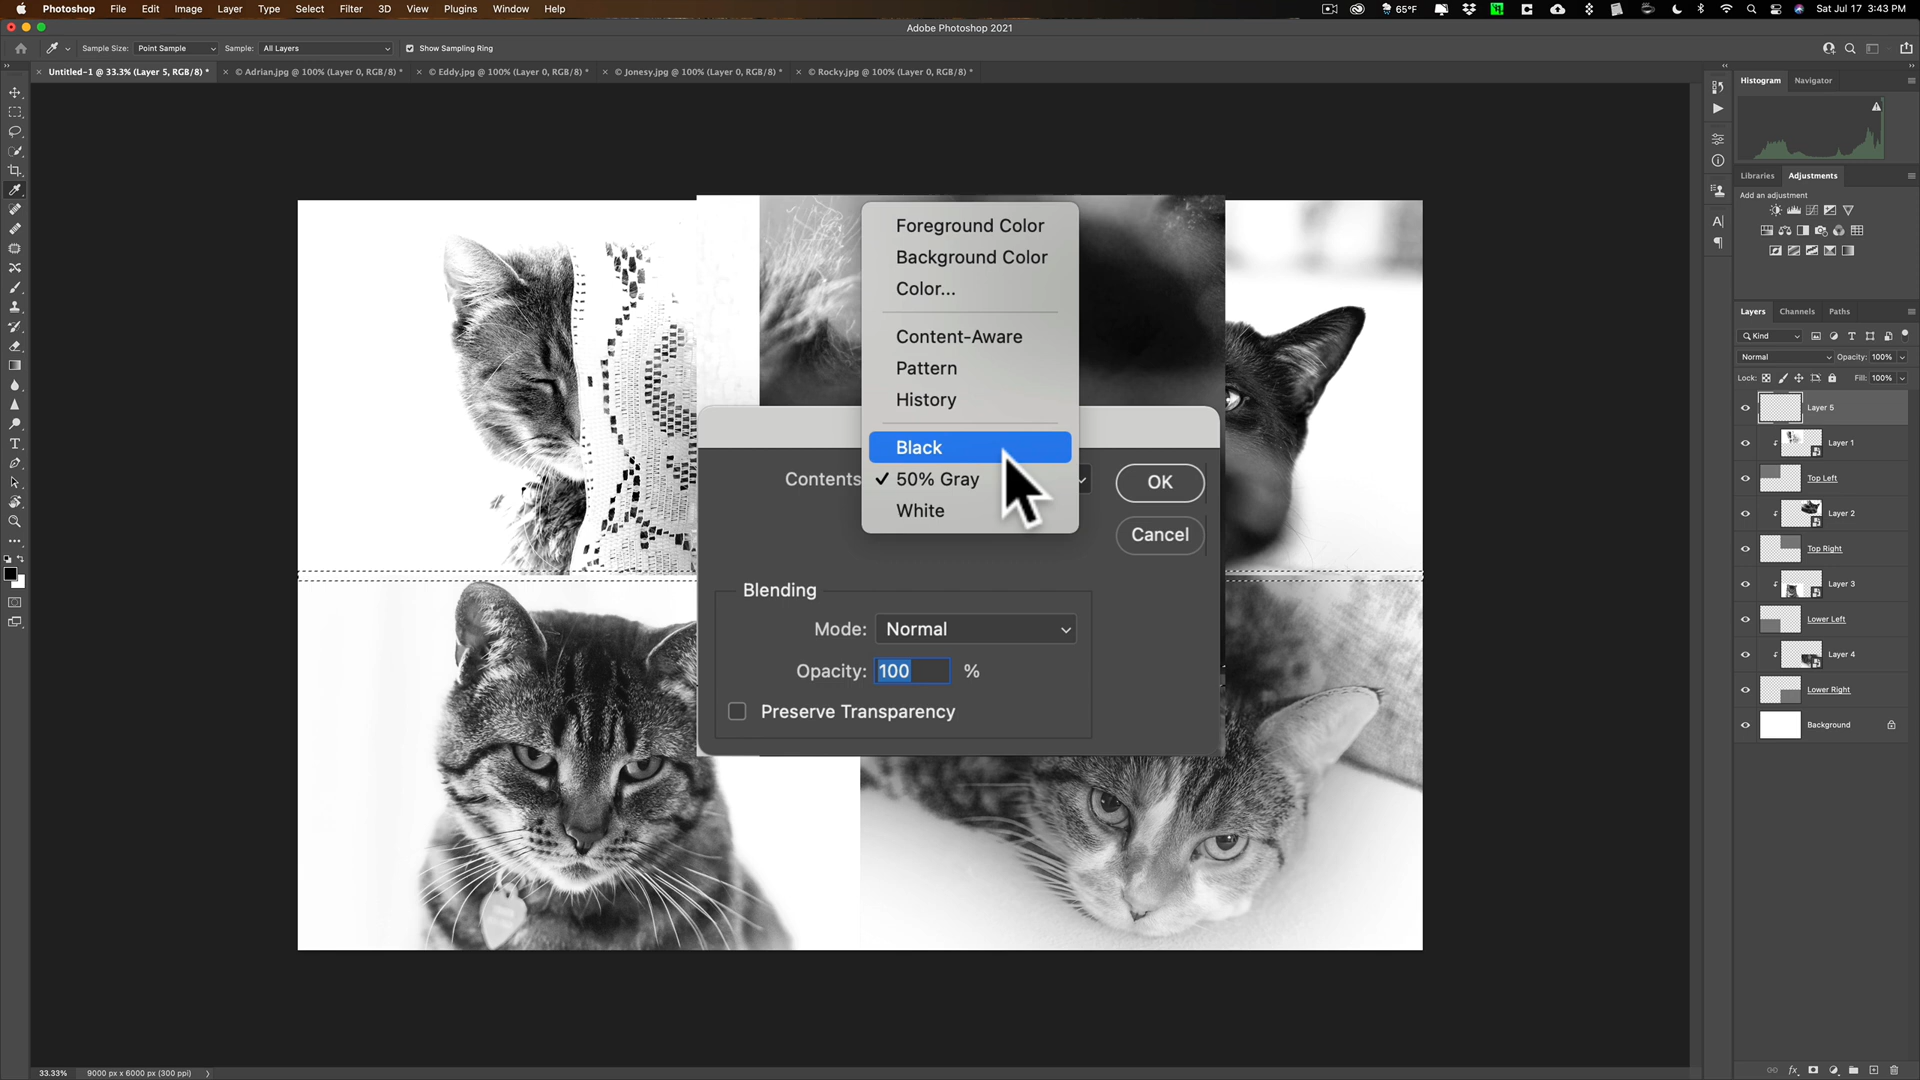 Photoshop File Edit Image Layer Type Select Filter 3D View Plugins Window Help 65°F Sat Jul 17 3:43 PM
Adobe Photoshop 2021
Sample Size: Point Sample Sample: All Layers Show Sampling Ring
Untitled-1 @ 33.3% (Layer 5, RGB/8) * © Adrian.jpg @ 100% (Layer 0, RGB/8) * © Eddy.jpg @ 100% (Layer 0, RGB/8) * © Jonesy.jpg @ 100% (Layer 0, RGB/8) * © Rocky.jpg @ 100% (Layer 0, RGB/8) *
Histogram Navigator
Libraries Adjustments
Add an adjustment
Foreground Color
Background Color
Color...
Content-Aware
Pattern
History
Black
50% Gray
White
Contents
OK
Cancel
Blending
Mode: Normal
Opacity: 100 %
Preserve Transparency
Layers Channels Paths
Kind
Normal Opacity: 100%
Lock: Fill: 100%
Layer 5
Layer 1
Top Left
Layer 2
Top Right
Layer 3
Lower Left
Layer 4
Lower Right
Background
33.33% 9000 px x 6000 px (300 ppi)